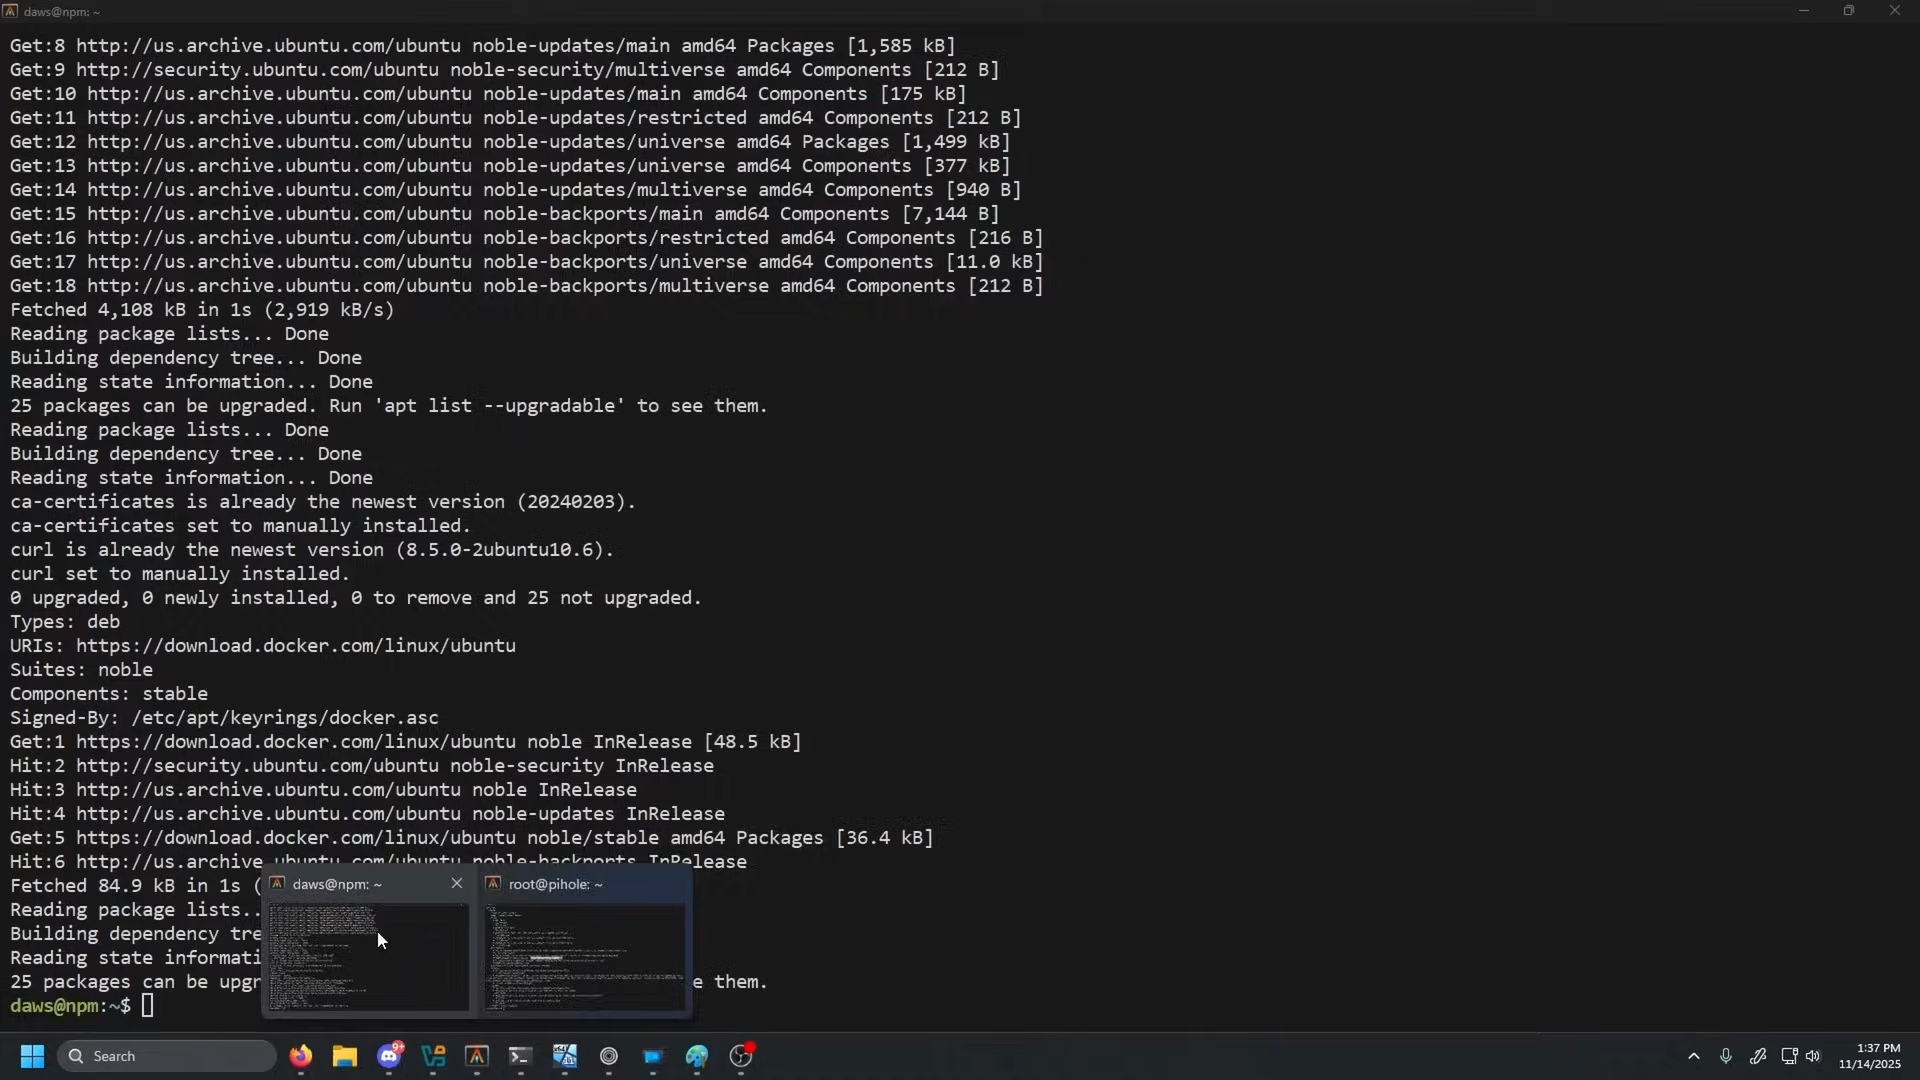 daws@npm: ~
Get:8 http://us.archive.ubuntu.com/ubuntu noble-updates/main amd64 Packages [1,585 kB]
Get:9 http://security.ubuntu.com/ubuntu noble-security/multiverse amd64 Components [212 B]
Get:10 http://us.archive.ubuntu.com/ubuntu noble-updates/main amd64 Components [175 kB]
Get:11 http://us.archive.ubuntu.com/ubuntu noble-updates/restricted amd64 Components [212 B]
Get:12 http://us.archive.ubuntu.com/ubuntu noble-updates/universe amd64 Packages [1,499 kB]
Get:13 http://us.archive.ubuntu.com/ubuntu noble-updates/universe amd64 Components [377 kB]
Get:14 http://us.archive.ubuntu.com/ubuntu noble-updates/multiverse amd64 Components [940 B]
Get:15 http://us.archive.ubuntu.com/ubuntu noble-backports/main amd64 Components [7,144 B]
Get:16 http://us.archive.ubuntu.com/ubuntu noble-backports/restricted amd64 Components [216 B]
Get:17 http://us.archive.ubuntu.com/ubuntu noble-backports/universe amd64 Components [11.0 kB]
Get:18 http://us.archive.ubuntu.com/ubuntu noble-backports/multiverse amd64 Components [212 B]
Fetched 4,108 kB in 1s (2,919 kB/s)
Reading package lists... Done
Building dependency tree... Done
Reading state information... Done
25 packages can be upgraded. Run 'apt list --upgradable' to see them.
Reading package lists... Done
Building dependency tree... Done
Reading state information... Done
ca-certificates is already the newest version (20240203).
ca-certificates set to manually installed.
curl is already the newest version (8.5.0-2ubuntu10.6).
curl set to manually installed.
0 upgraded, 0 newly installed, 0 to remove and 25 not upgraded.
Types: deb
URIs: https://download.docker.com/linux/ubuntu
Suites: noble
Components: stable
Signed-By: /etc/apt/keyrings/docker.asc
Get:1 https://download.docker.com/linux/ubuntu noble InRelease [48.5 kB]
Hit:2 http://security.ubuntu.com/ubuntu noble-security InRelease
Hit:3 http://us.archive.ubuntu.com/ubuntu noble InRelease
Hit:4 http://us.archive.ubuntu.com/ubuntu noble-updates InRelease
Get:5 https://download.docker.com/linux/ubuntu noble/stable amd64 Packages [36.4 kB]
Hit:6 http://us.archive.ubuntu.com/ubuntu noble-backports InRelease
Fetched 84.9 kB in 1s (
Reading package lists..
Building dependency tre
Reading state informati
25 packages can be upgr e them.
daws@npm:~$
daws@npm: ~
root@pihole: ~
Search
9+
1:37 PM
11/14/2025